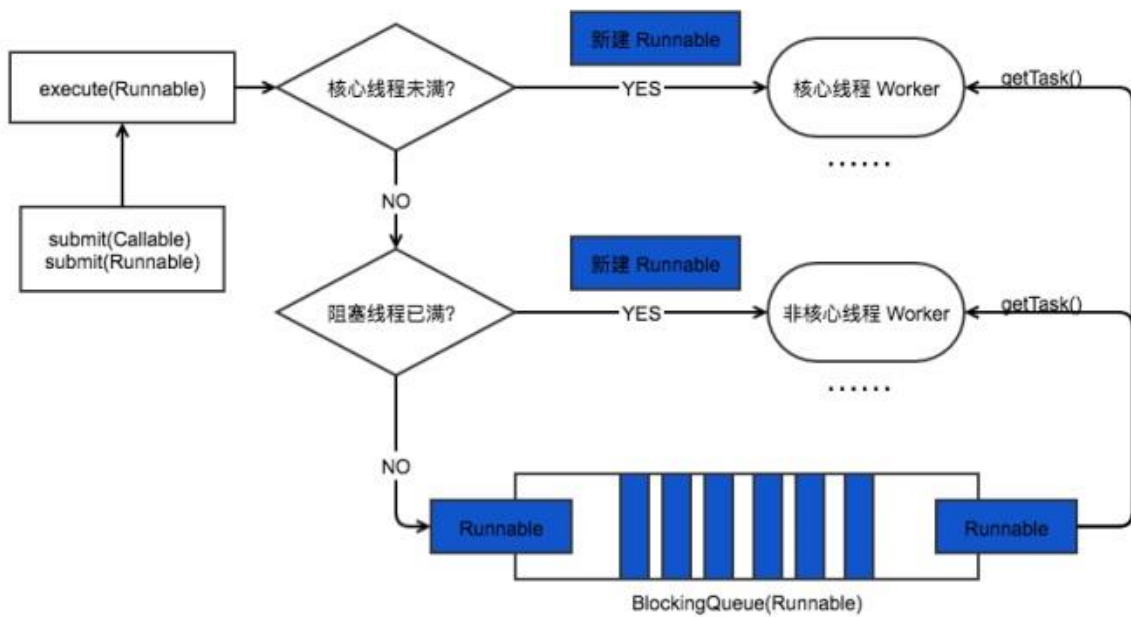 新建 Runnable
execute(Runnable)
核心线程未满?
YES
核心线程 Worker
getTask()
......
NO
submit(Callable)
submit(Runnable)
新建 Runnable
阻塞线程已满?
YES
非核心线程 Worker
getTask()
......
NO
Runnable
Runnable
BlockingQueue(Runnable)